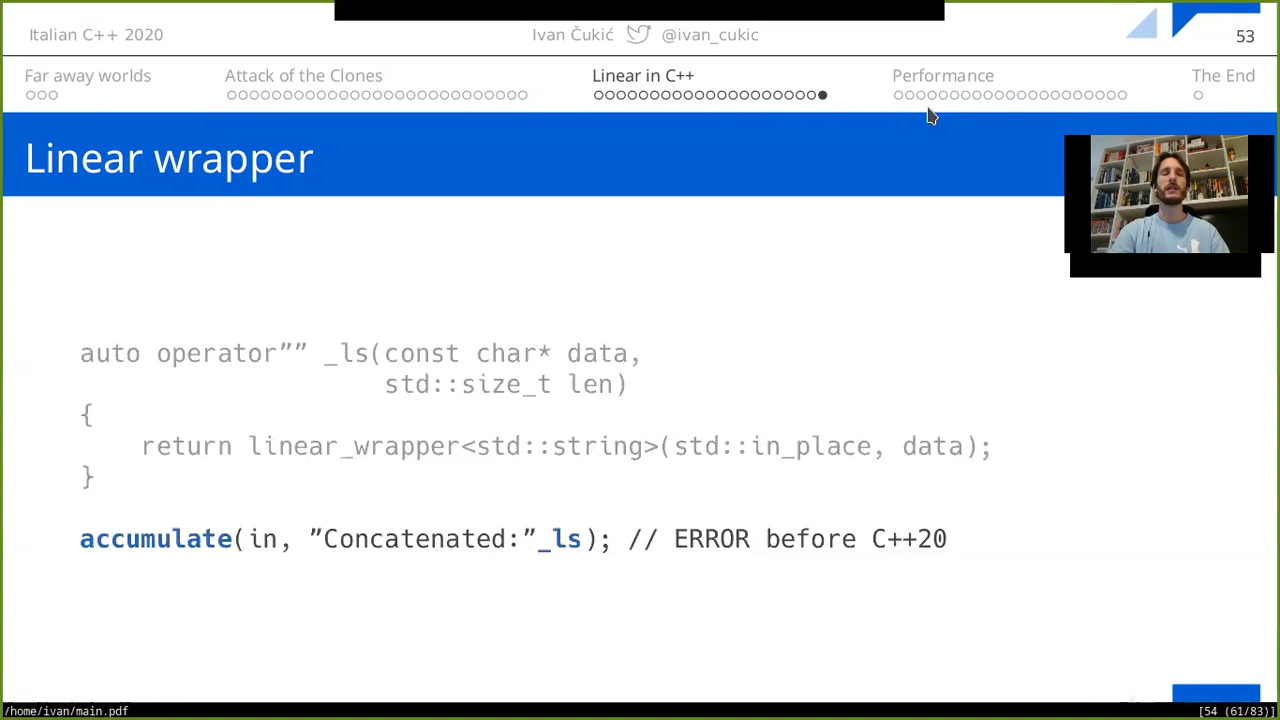 Italian C++ 2020
Ivan Čukić @ivan_cukic
53
Far away worlds
Attack of the Clones
Linear in C++
Performance
The End
Linear wrapper
auto operator”” _ls(const char* data,
std::size_t len)
{
return linear_wrapper<std::string>(std::in_place, data);
}
accumulate(in, ”Concatenated:”_ls); // ERROR before C++20
/home/ivan/main.pdf
[54 (61/83)]